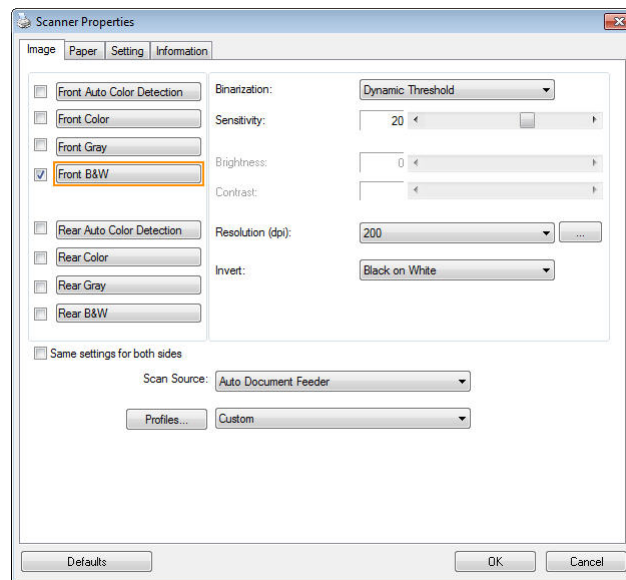 Scanner Properties
Image Paper Setting Information
Front Auto Color Detection
Front Color
Front Gray
Front B&W
Rear Auto Color Detection
Rear Color
Rear Gray
Rear B&W
Binarization: Dynamic Threshold
Sensitivity: 20
Brightness: 0
Contrast:
Resolution (dpi): 200 ...
Invert: Black on White
Same settings for both sides
Scan Source: Auto Document Feeder
Profiles... Custom
Defaults OK Cancel